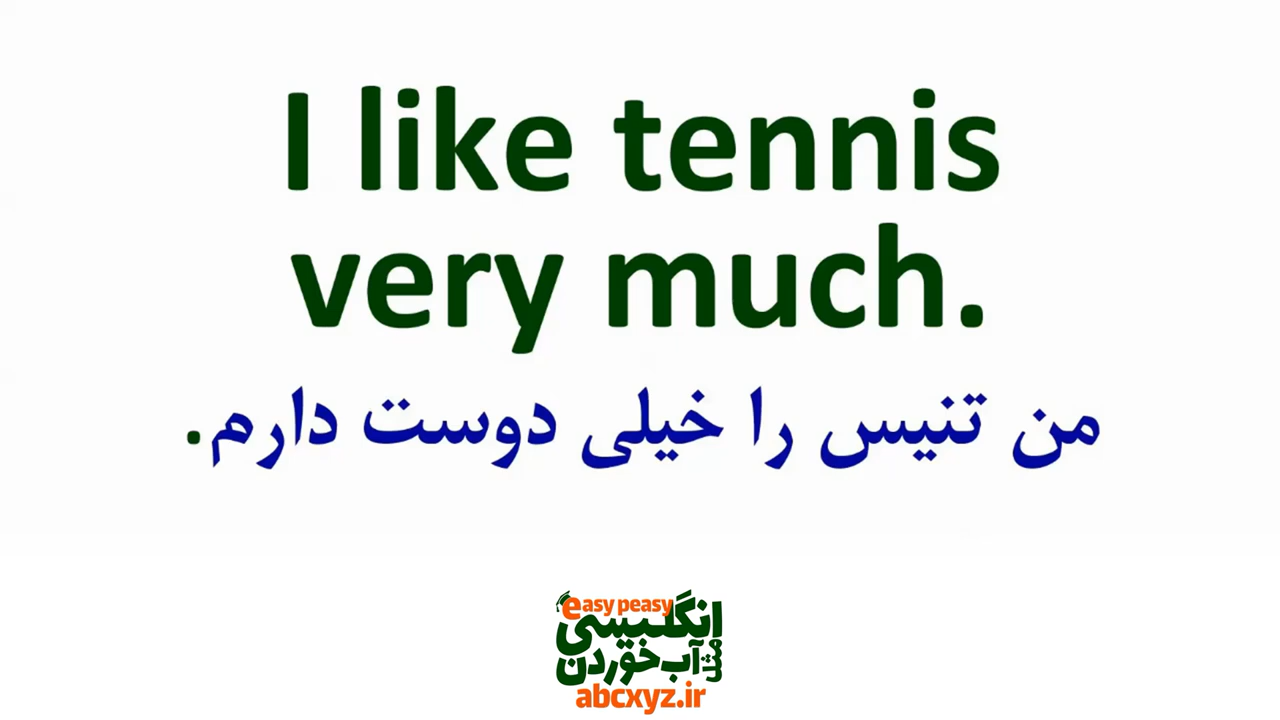 I like tennis
very much.
من تنیس را خیلی دوست دارم.
easy peasy
انگلیسی
مثل آب خوردن
abcxyz.ir